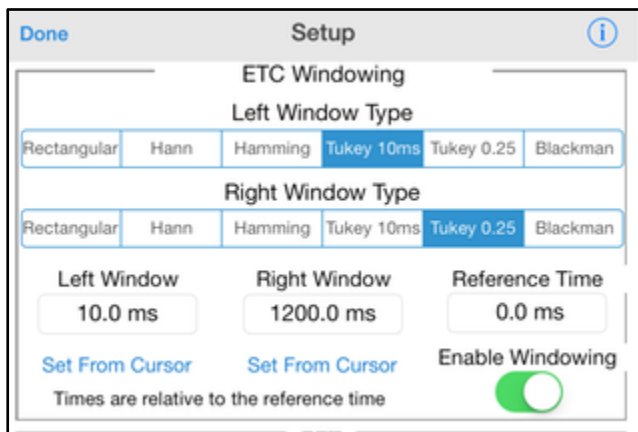 Done Setup i
ETC Windowing
Left Window Type
Rectangular Hann Hamming Tukey 10ms Tukey 0.25 Blackman
Right Window Type
Rectangular Hann Hamming Tukey 10ms Tukey 0.25 Blackman
Left Window Right Window Reference Time
10.0 ms 1200.0 ms 0.0 ms
Set From Cursor Set From Cursor Enable Windowing
Times are relative to the reference time